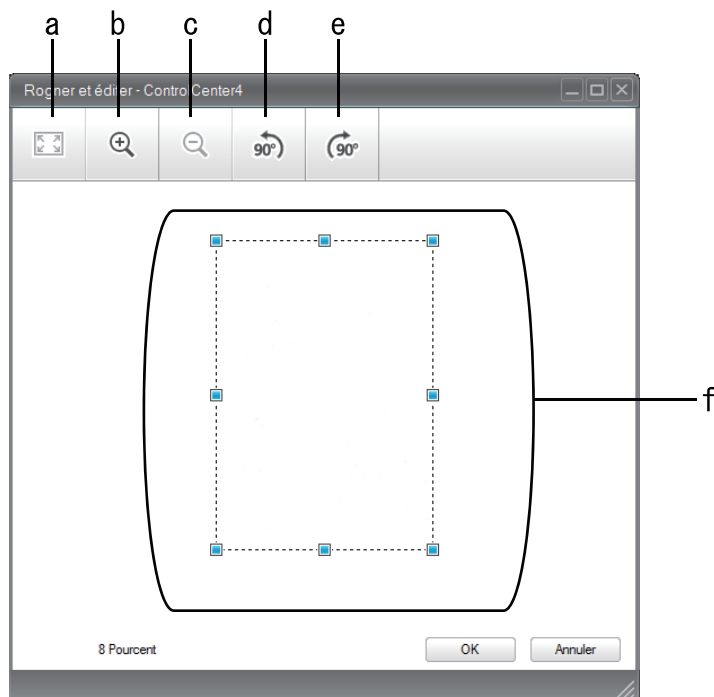 a b c d e
Rogner et éditer - ControlCenter4
90° 90°
f
8 Pourcent OK Annuler